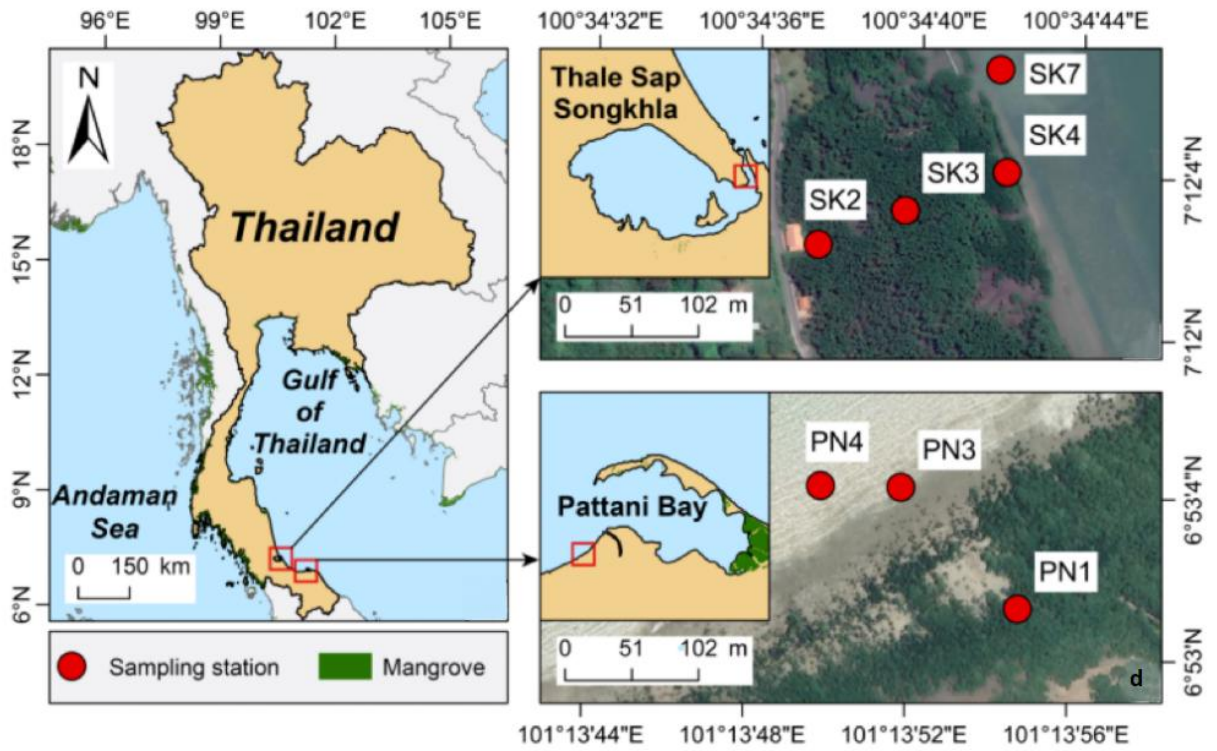 96°E 99°E 102°E 105°E
100°34'32"E 100°34'36"E 100°34'40"E 100°34'44"E
N
18°N
15°N
12°N
9°N
6°N
Thailand
Gulf
of
Thailand
Andaman
Sea
0 150 km
Sampling station
Mangrove
Thale Sap
Songkhla
0 51 102 m
SK7
SK4
SK3
SK2
7°12'4"N
7°12'N
Pattani Bay
0 51 102 m
PN4
PN3
PN1
d
6°53'4"N
6°53'N
101°13'44"E 101°13'48"E 101°13'52"E 101°13'56"E